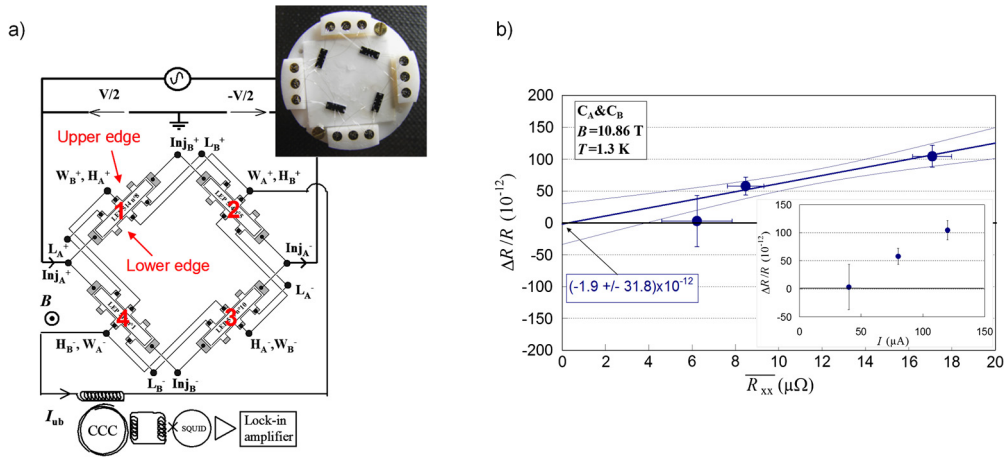 a)
V/2
-V/2
Upper edge
Inj_B^+
L_B^+
W_B^+, H_A^+
W_A^+, H_B^+
1
2
LEP
Lower edge
L_A^+
Inj_A^+
Inj_A^-
L_A^-
B
4
3
LEP
H_B^-, W_A^-
H_A^-, W_B^-
L_B^-
Inj_B^-
I_ub
CCC
SQUID
Lock-in
amplifier
b)
ΔR/R (10^-12)
200
150
100
50
0
-50
-100
-150
-200
C_A&C_B
B=10.86 T
T=1.3 K
(-1.9 +/- 31.8)x10^-12
0 2 4 6 8 10 12 14 16 18 20
R_xx (μΩ)
ΔR/R (10^-12)
150
100
50
0
-50
0 50 100 150
I (μA)